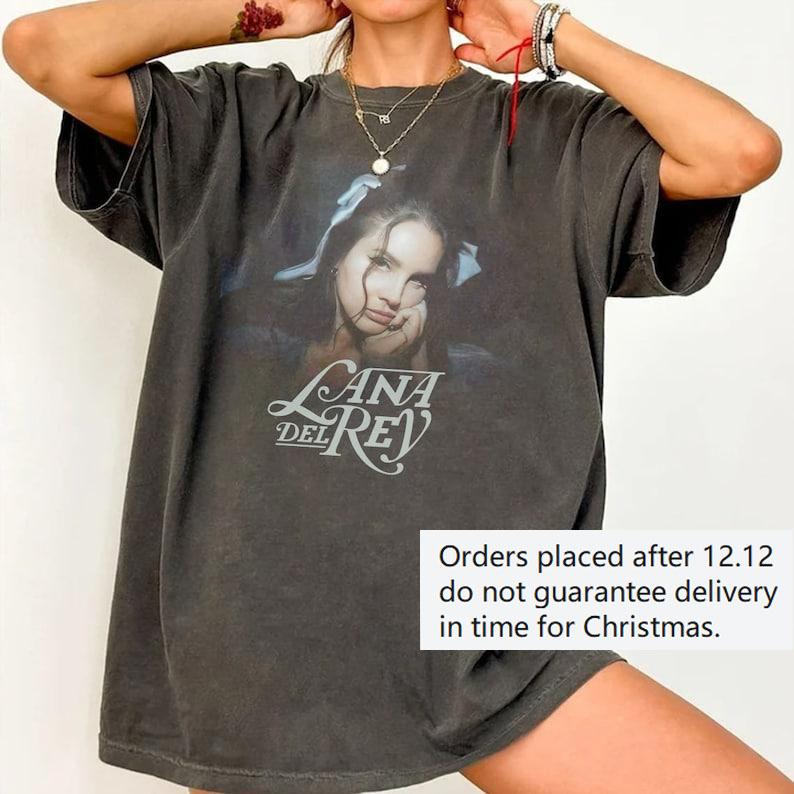 LANA
DEL REY
Orders placed after 12.12
do not guarantee delivery
in time for Christmas.